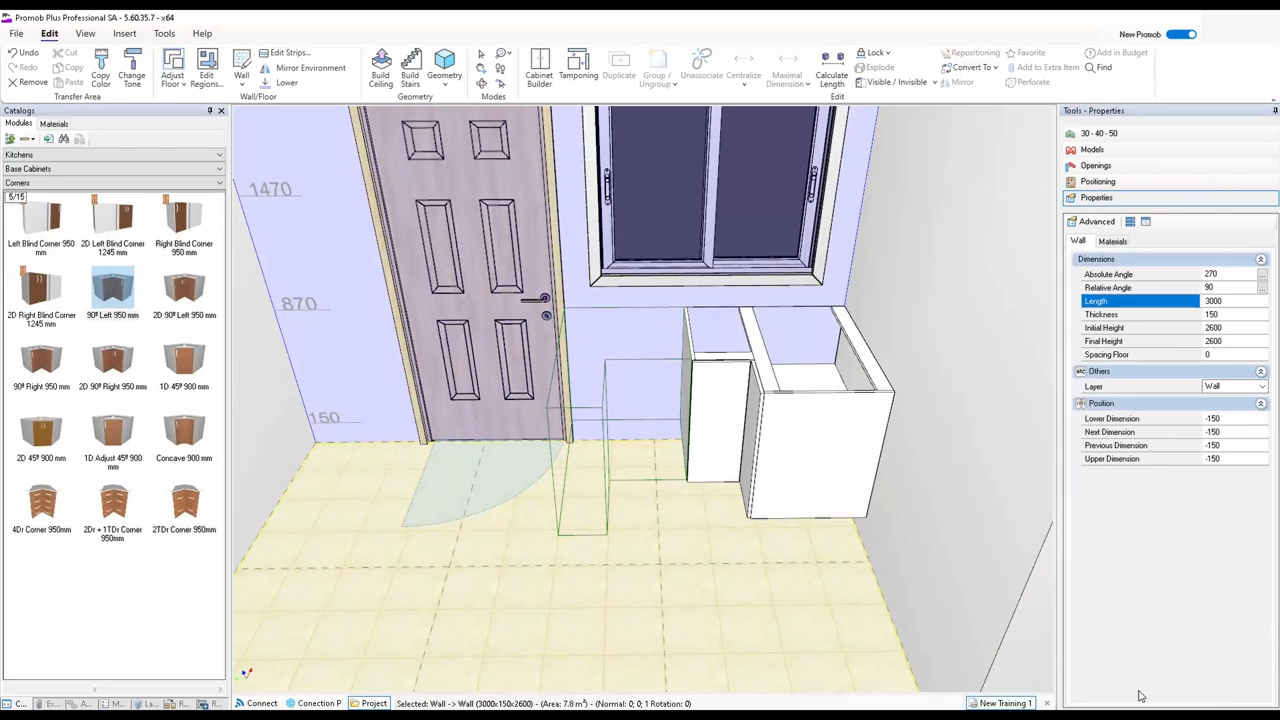 Promob Plus Professional SA - 5.60.35.7 - x64
File Edit View Insert Tools Help
New Promob
Undo Cut Edit Strips... Lock Repositioning Favorite Add in Budget
Redo Copy Mirror Environment Explode Convert To Add to Extra Item Find
Remove Paste Lower Visible / Invisible Mirror Perforate
Copy Color Change Tone Adjust Floor Edit Regions... Wall Build Ceiling Build Stairs Geometry Cabinet Builder Tamponing Duplicate Group / Ungroup Unassociate Centralize Maximal Dimension Calculate Length
Transfer Area Wall/Floor Geometry Modes Edit
Catalogs
Modules Materials
Kitchens
Base Cabinets
Corners
5/15
Left Blind Corner 950 mm
2D Left Blind Corner 1245 mm
Right Blind Corner 950 mm
2D Right Blind Corner 1245 mm
90º Left 950 mm
2D 90º Left 950 mm
90º Right 950 mm
2D 90º Right 950 mm
1D 45º 900 mm
2D 45º 900 mm
1D Adjust 45º 900 mm
Concave 900 mm
4Dr Corner 950mm
2Dr + 1TDr Corner 950mm
2TDr Corner 950mm
1470
870
150
Tools - Properties
30 - 40 - 50
Models
Openings
Positioning
Properties
Advanced
Wall Materials
Dimensions
Absolute Angle 270
Relative Angle 90
Length 3000
Thickness 150
Initial Height 2600
Final Height 2600
Spacing Floor 0
Others
Layer Wall
Position
Lower Dimension -150
Next Dimension -150
Previous Dimension -150
Upper Dimension -150
C... Ex... A... M... La... R... R...
Connect Conection P Project Selected: Wall -> Wall (3000x150x2600) - (Area: 7.8 m²) - (Normal: 0; 0; 1 Rotation: 0) New Training 1